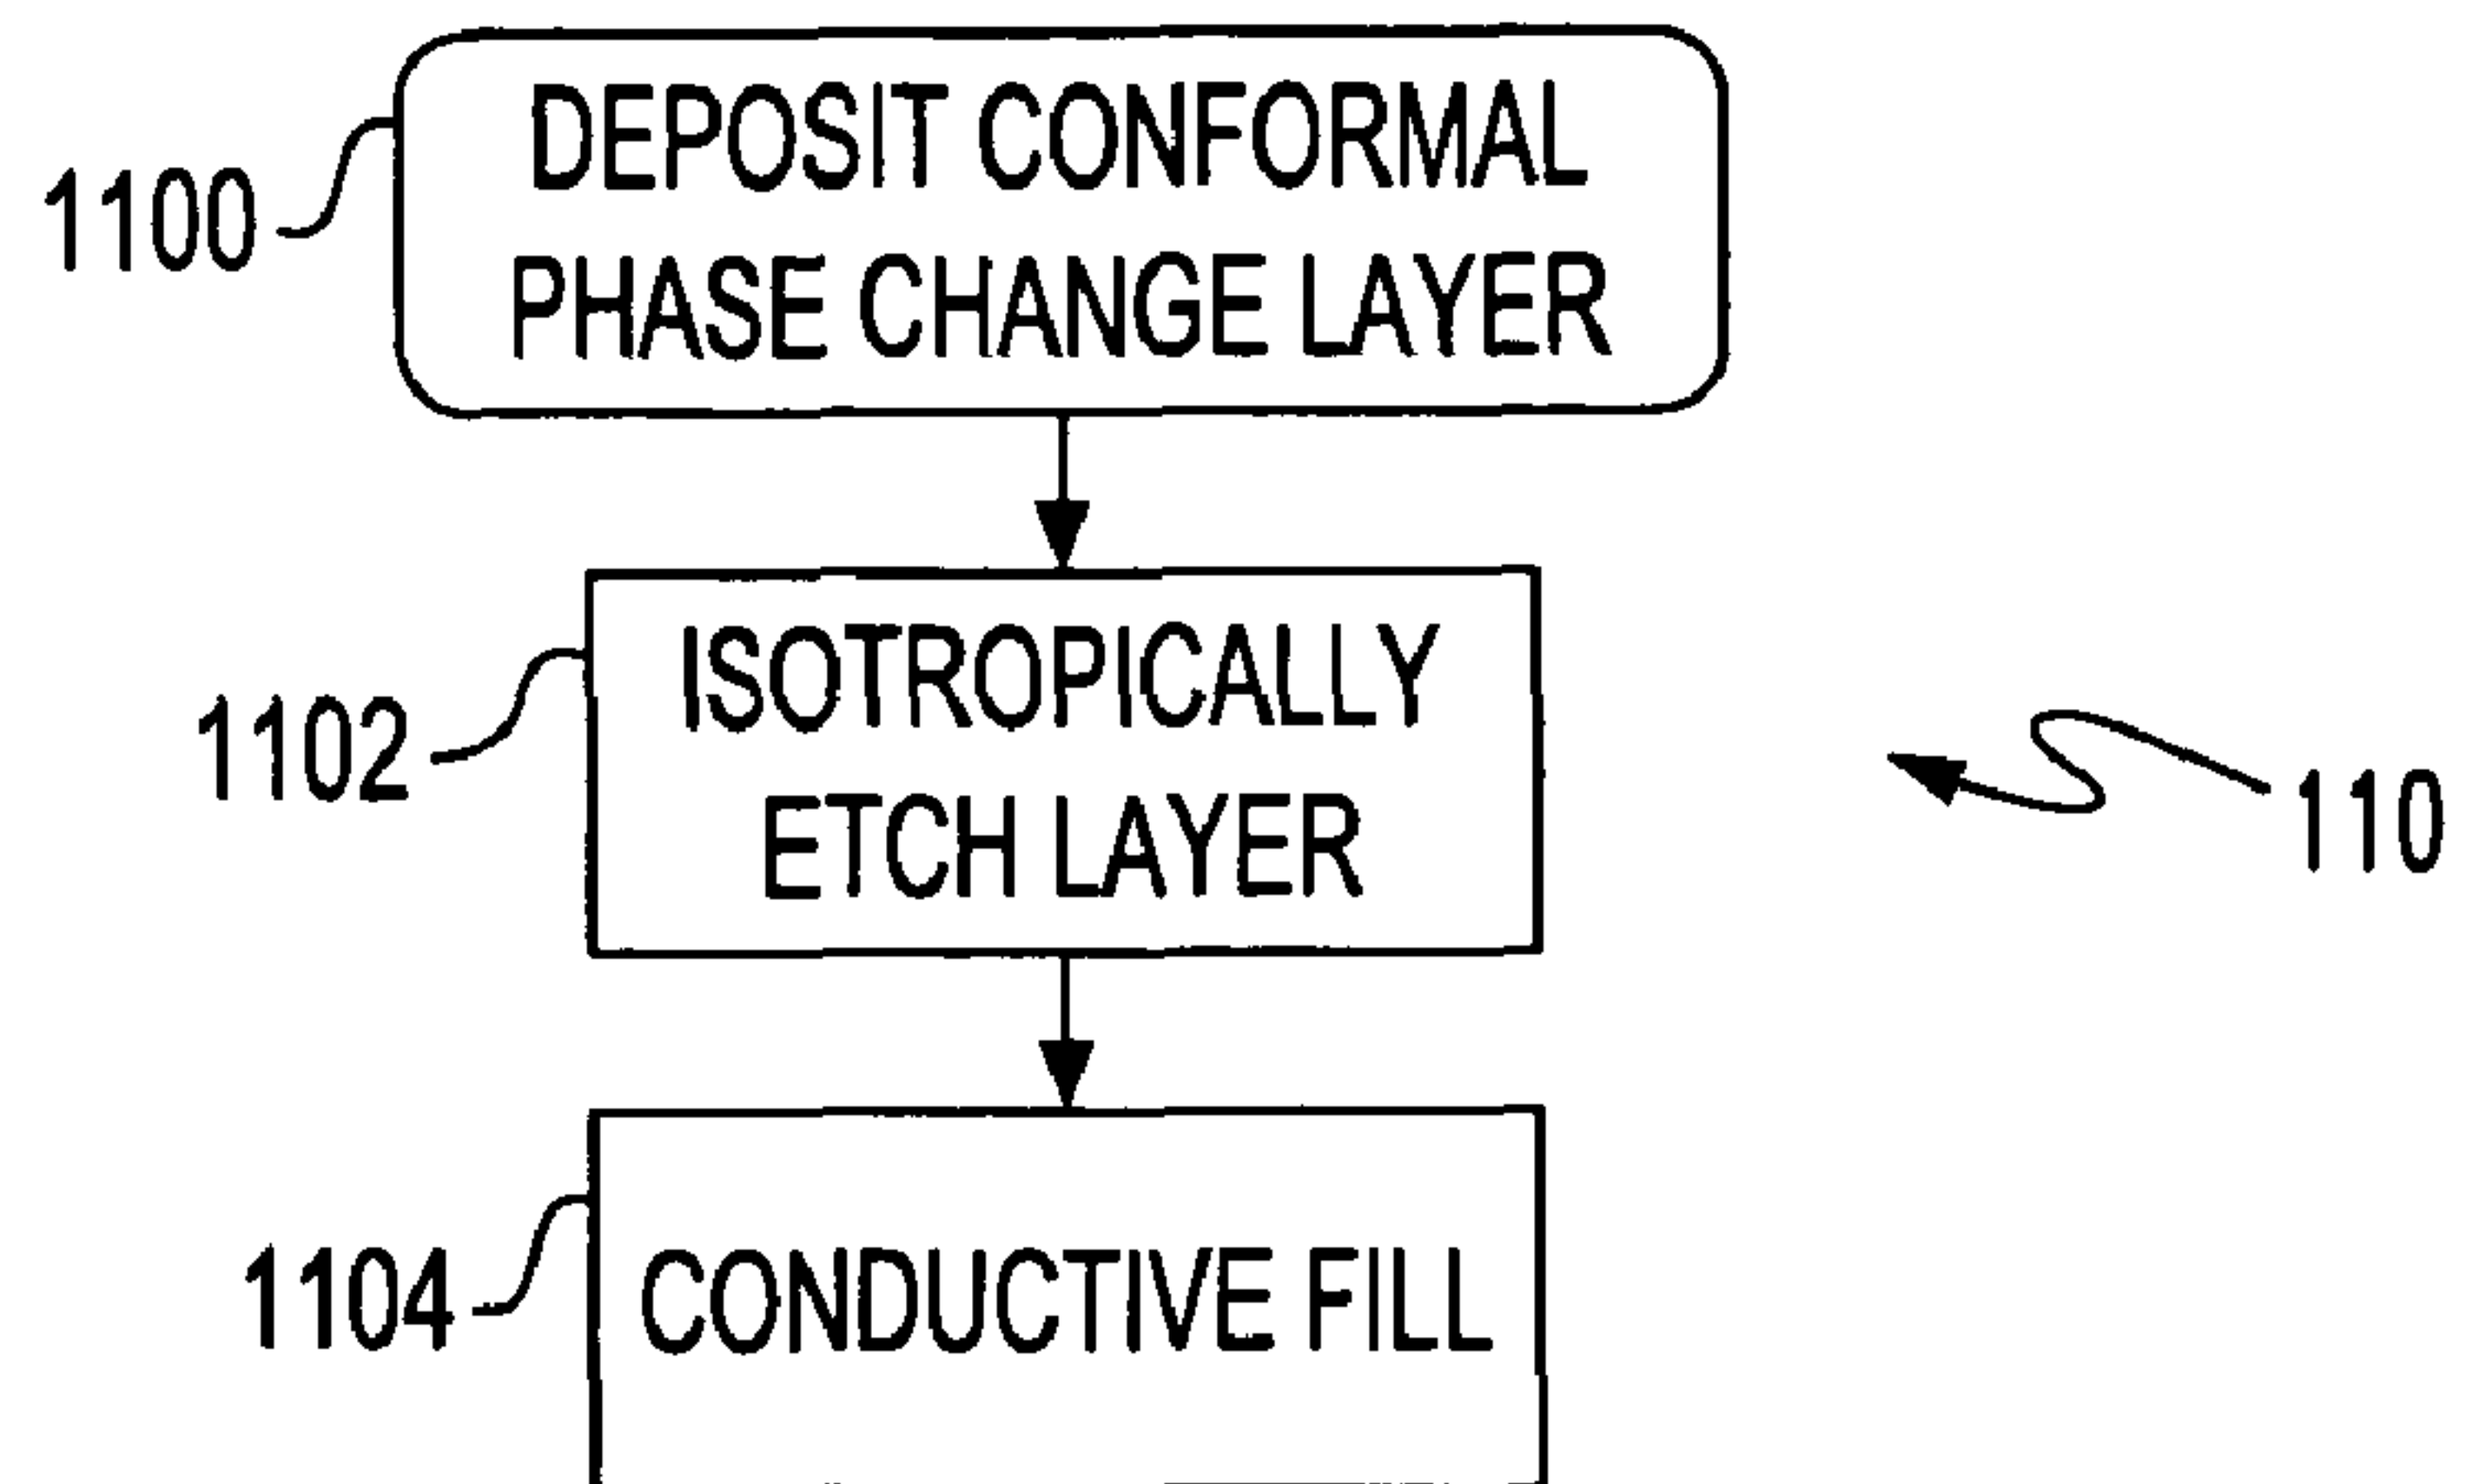 DEPOSIT CONFORMAL
PHASE CHANGE LAYER
1100
ISOTROPICALLY
ETCH LAYER
1102
110
CONDUCTIVE FILL
1104